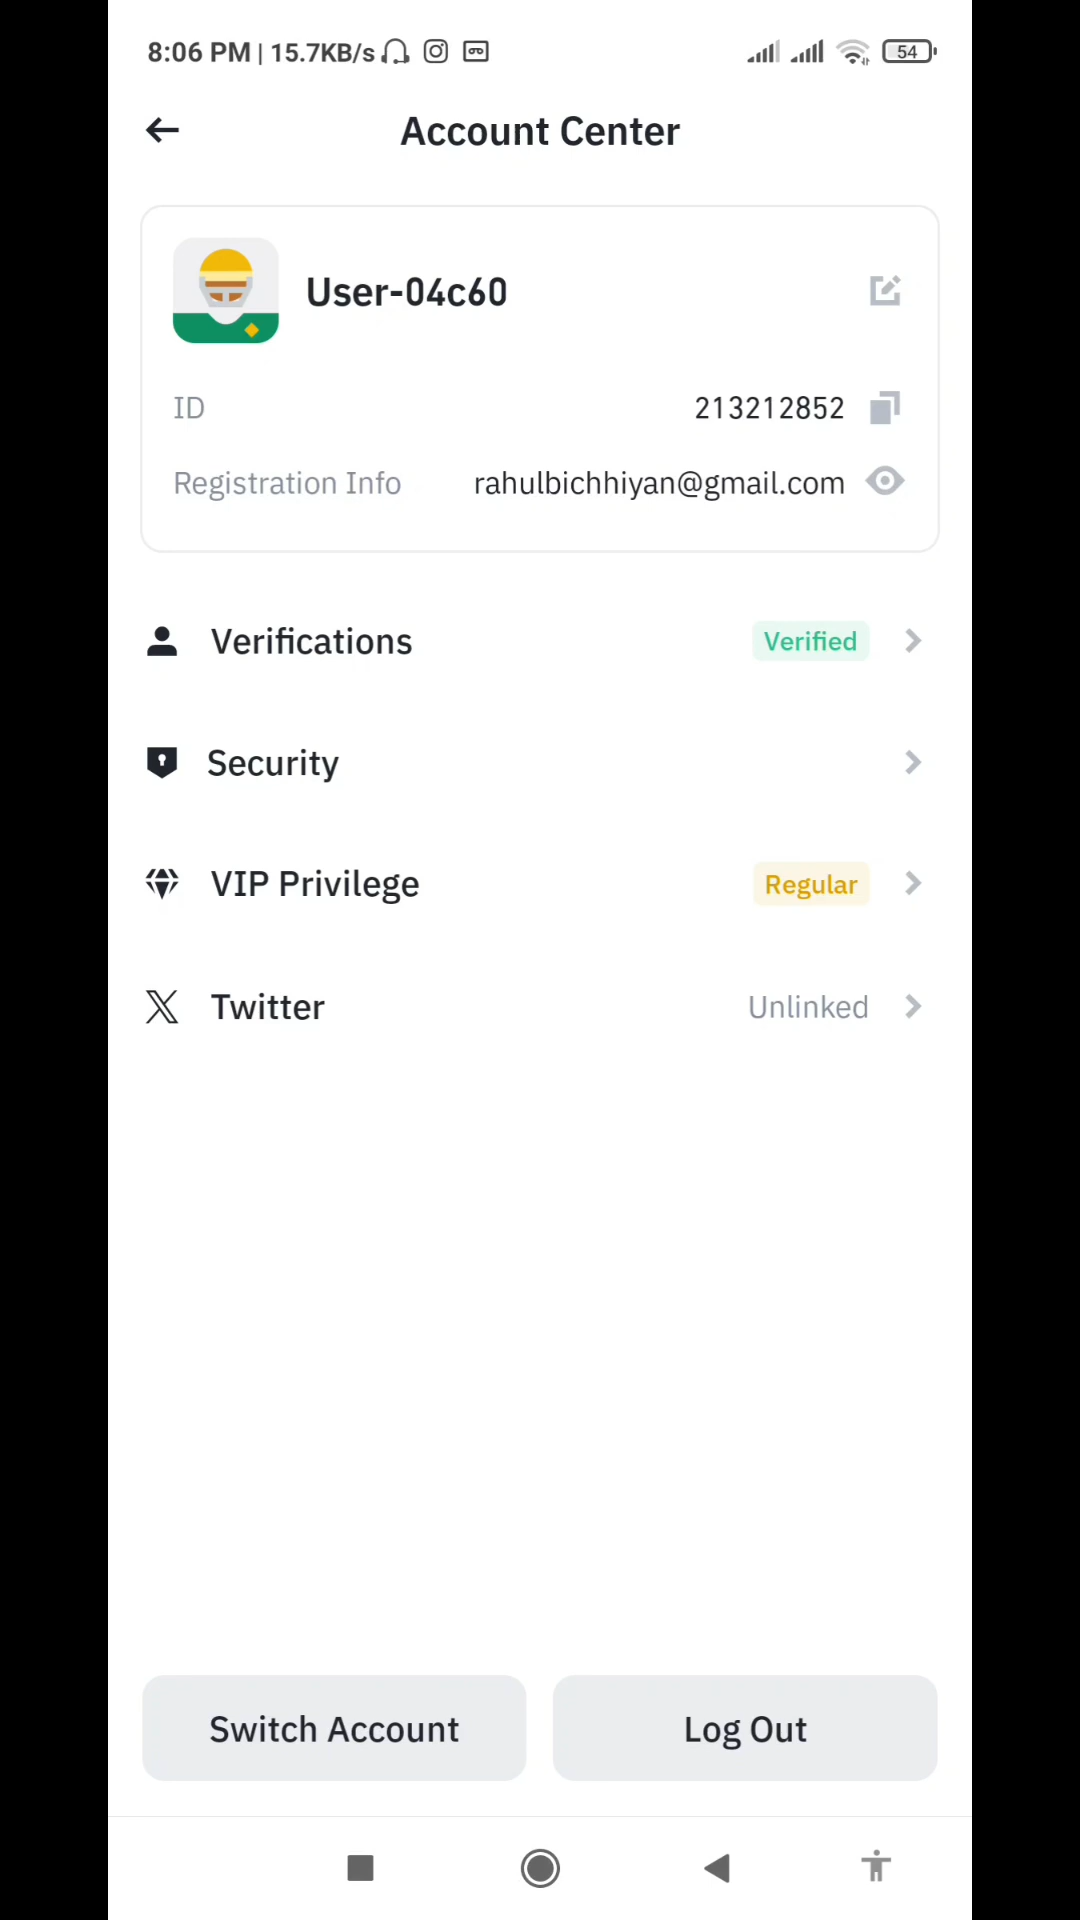 8:06 PM | 15.7KB/s 54
Account Center
User-04c60
ID 213212852
Registration Info rahulbichhiyan@gmail.com
Verifications Verified
Security
VIP Privilege Regular
Twitter Unlinked
Switch Account Log Out